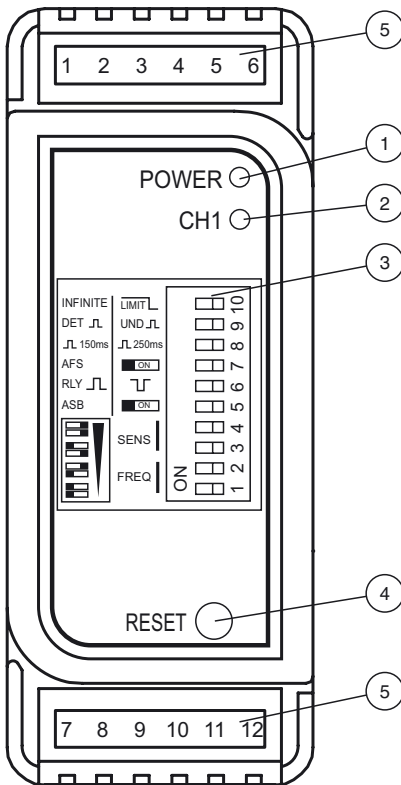 1 2 3 4 5 6
5
POWER
1
CH1
2
3
INFINITE LIMIT
DET UND
150ms 250ms
AFS ON
RLY
ASB ON
SENS
FREQ
10
9
8
7
6
5
4
3
2
1
ON
RESET
4
5
7 8 9 10 11 12